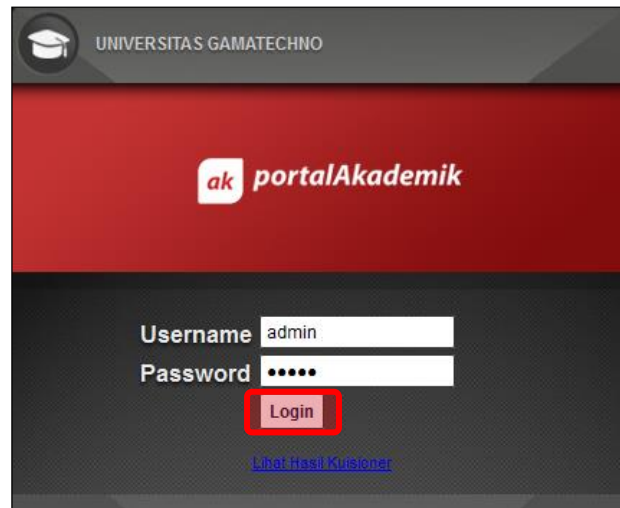 UNIVERSITAS GAMATECHNO
ak portalAkademik
Username admin
Password •••••
Login
Lihat Hasil Kuisioner